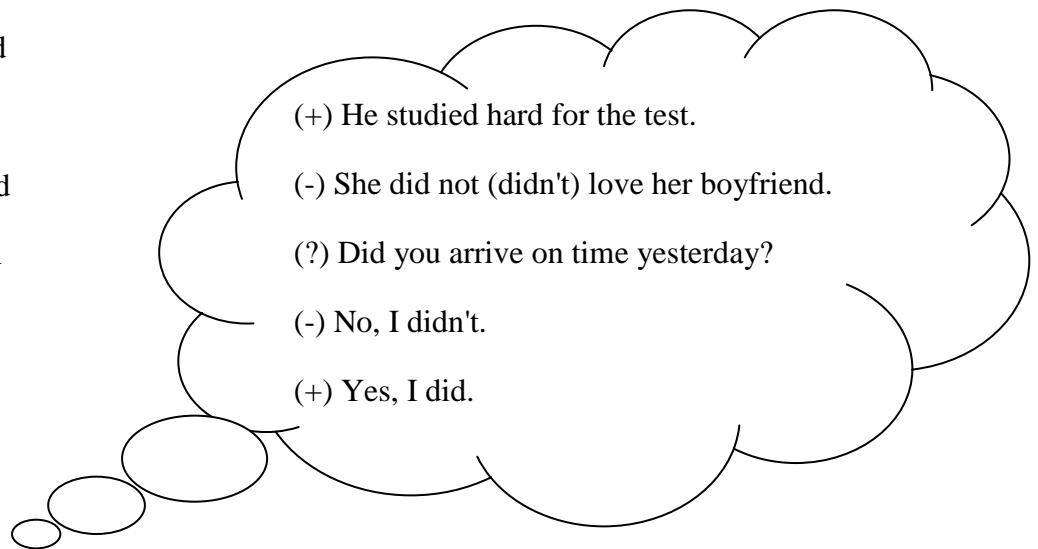 (+) He studied hard for the test.
(-) She did not (didn't) love her boyfriend.
(?) Did you arrive on time yesterday?
(-) No, I didn't.
(+) Yes, I did.